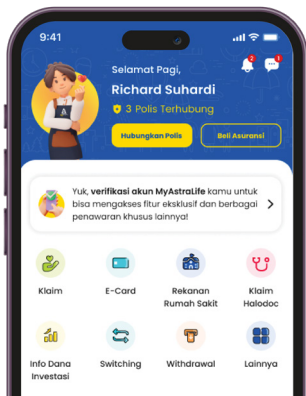 9:41
Selamat
Pagi,
Richard Suhardi
3 Polis Terhubung
Hubungkan Polis
Beli Asuransi
Yuk, verifikasi akun MyAstraLife kamu untuk
bisa mengakses fitur eksklusif dan berbagai
penawaran khusus lainnya!
Klaim
E-Card
Rekanan
Rumah Sakit
Klaim
Halodoc
Info Dana
Investasi
Switching
Withdrawal
Lainnya